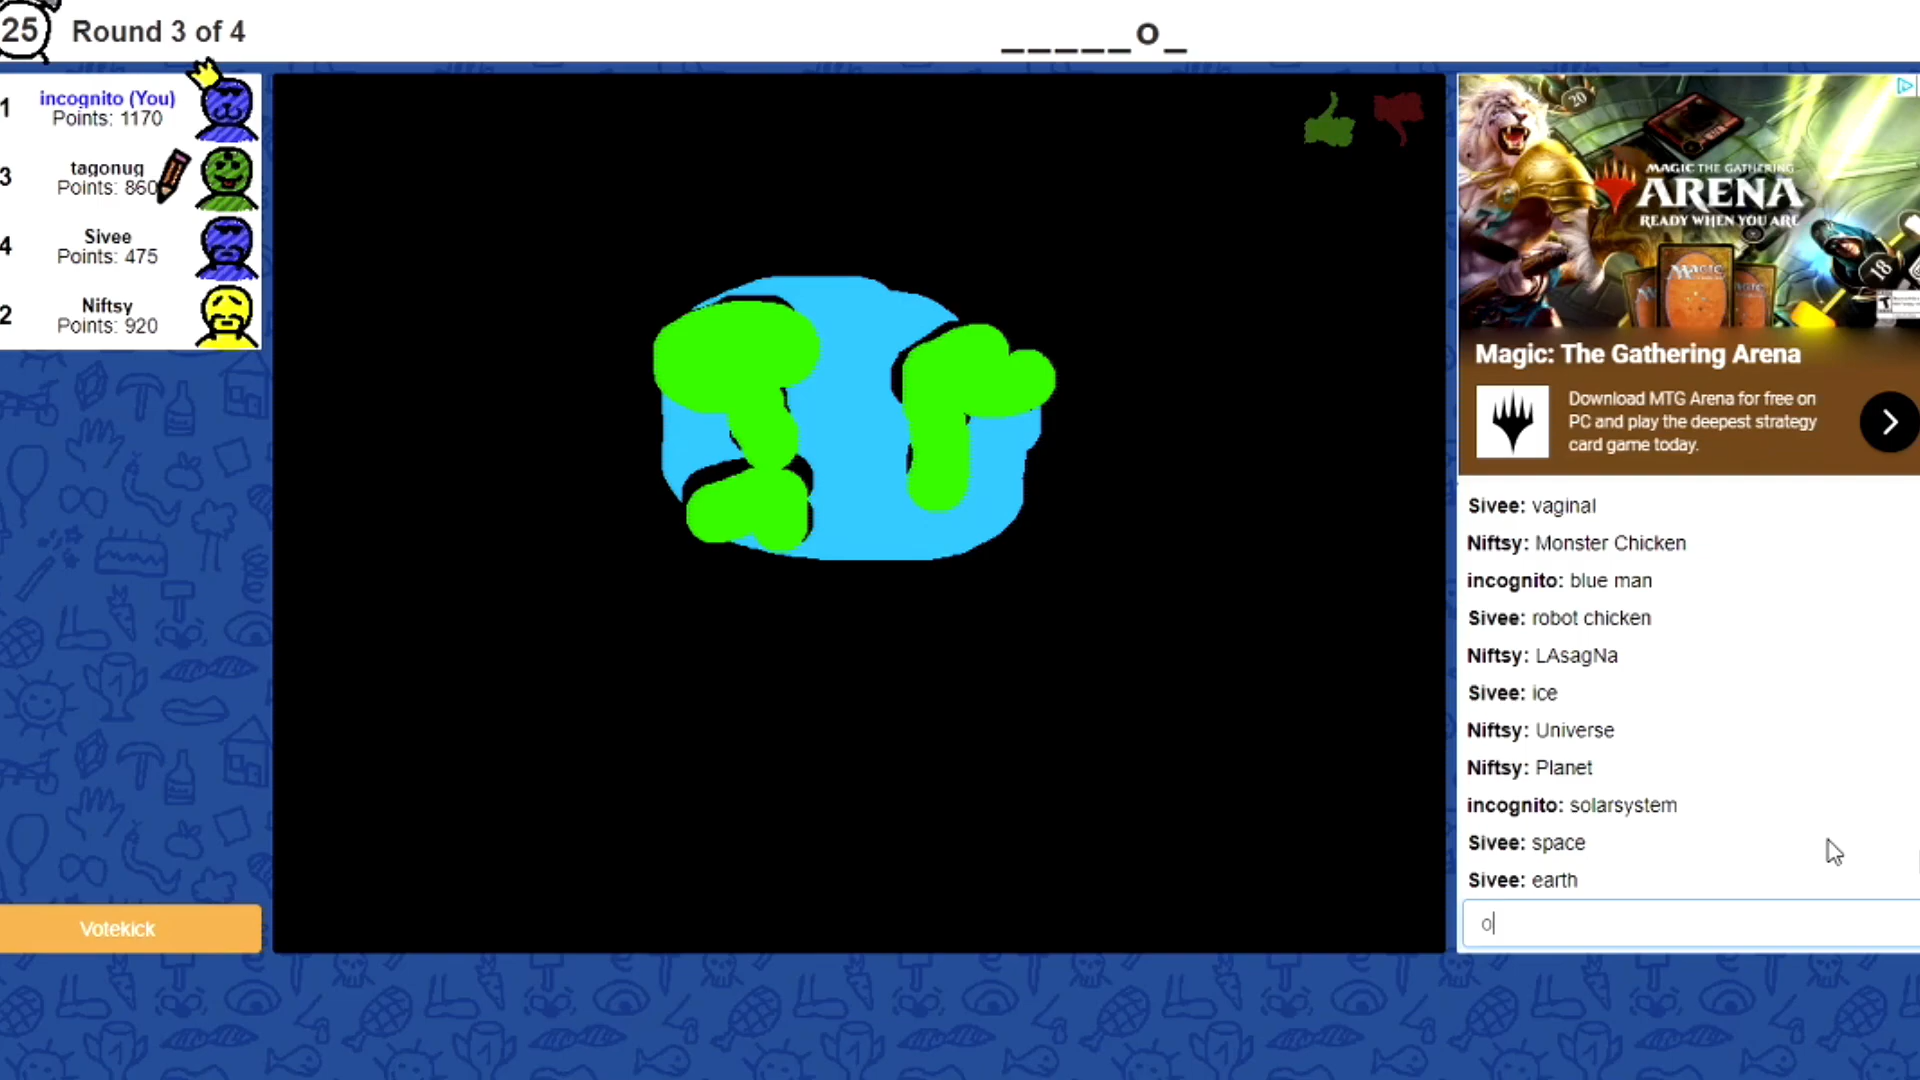 25
Round 3 of 4
_____o_
1
incognito (You)
Points: 1170
3
tagonug
Points: 860
4
Sivee
Points: 475
2
Niftsy
Points: 920
Votekick
20
MAGIC THE GATHERING
ARENA
READY WHEN YOU ARE
18
Magic
Magic: The Gathering Arena
Download MTG Arena for free on
PC and play the deepest strategy
card game today.
Sivee: vaginal
Niftsy: Monster Chicken
incognito: blue man
Sivee: robot chicken
Niftsy: LAsagNa
Sivee: ice
Niftsy: Universe
Niftsy: Planet
incognito: solarsystem
Sivee: space
Sivee: earth
o